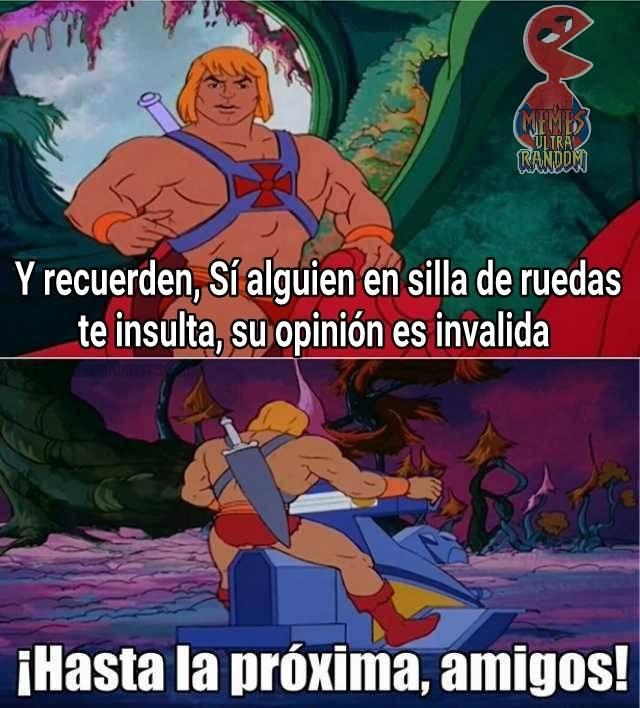 MEMES
ULTRA
RANDOM
Y recuerden, Sí alguien en silla de ruedas
te insulta, su opinión es invalida
¡Hasta la próxima, amigos!